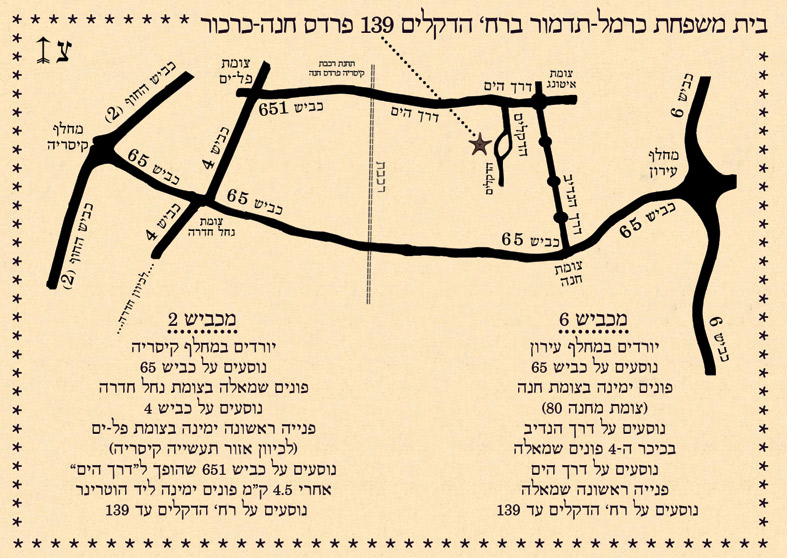 בית משפחת כרמל-תדמור ברח' הדקלים 139 פרדס חנה-כרכור
צ
כביש החוף (2)
צומת
פל-ים
תחנת רכבת
קיסריה פרדס חנה
דרך הים
צומת
איטונג
כביש 6
כביש 651
דרך הים
הדקלים
מחלף
קיסריה
כביש 4
65
כביש 65
רכבת
הדקלים
דרך הנדיב
מחלף
עירון
כביש החוף (2)
כביש 4
צומת
נחל חדרה
כביש 65
כביש 65
צומת
חנה
לכיוון חדרה...
כביש 6
מכביש 6
יורדים במחלף עירון
נוסעים על כביש 65
פונים ימינה בצומת חנה
(צומת מחנה 80)
נוסעים על דרך הנדיב
בכיכר ה-4 פונים שמאלה
נוסעים על דרך הים
פנייה ראשונה שמאלה
נוסעים על רח' הדקלים עד 139
מכביש 2
יורדים במחלף קיסריה
נוסעים על כביש 65
פונים שמאלה בצומת נחל חדרה
נוסעים על כביש 4
פנייה ראשונה ימינה בצומת פל-ים
(לכיוון אזור תעשייה קיסריה)
נוסעים על כביש 651 שהופך ל"דרך הים"
אחרי 4.5 ק"מ פונים ימינה ליד הוטרינר
נוסעים על רח' הדקלים עד 139